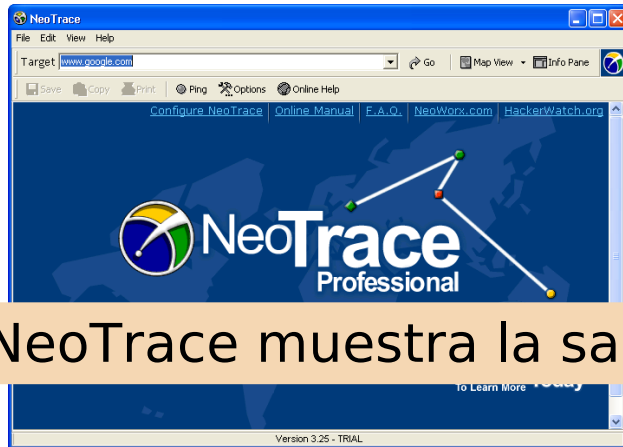 NeoTrace
File Edit View Help
Target www.google.com Go Map View Info Pane
Save Copy Print Ping Options Online Help
Configure NeoTrace Online Manual F.A.Q. NeoWorx.com HackerWatch.org
NeoTrace
Professional
NeoTrace muestra la sa
To Learn More Today
Version 3.25 - TRIAL